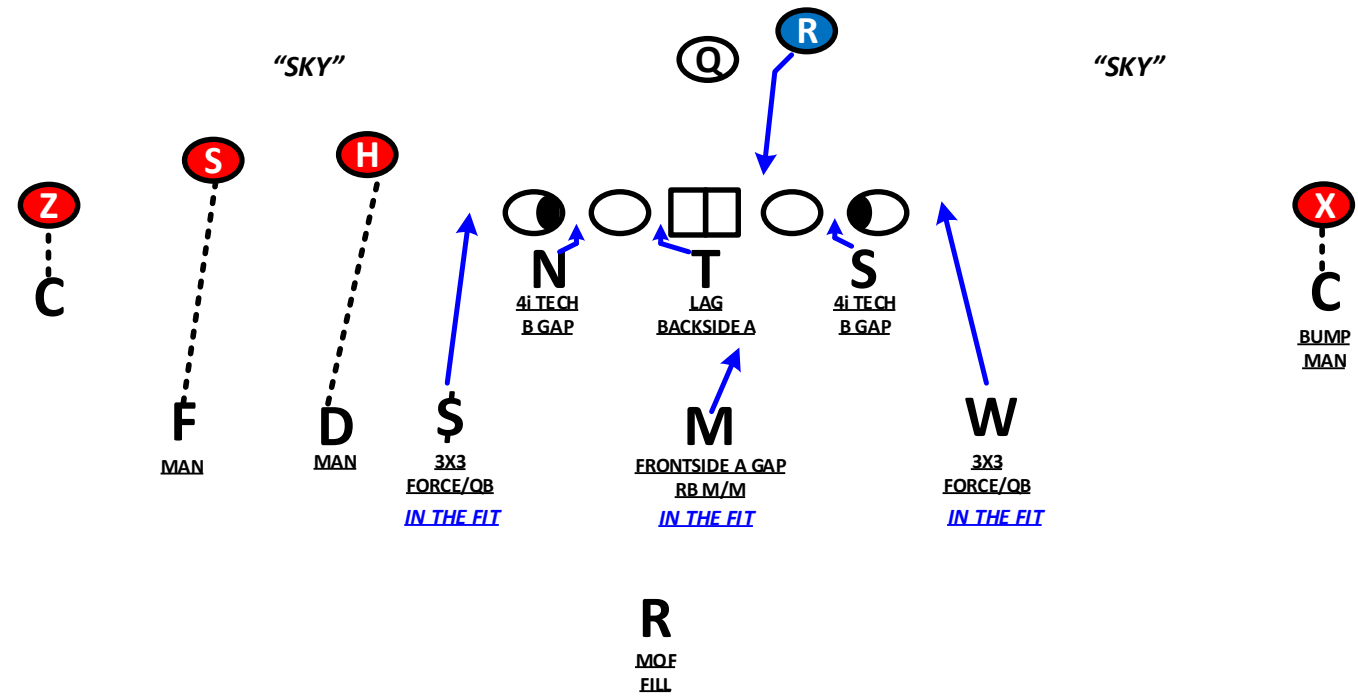 R
Q
“SKY”
“SKY”
S
H
Z
X
N
T
S
C
C
4i TECH
B GAP
LAG
BACKSIDE A
4i TECH
B GAP
BUMP
MAN
F
D
$
M
W
MAN
MAN
3X3
FORCE/QB
IN THE FIT
FRONTSIDE A GAP
RB M/M
IN THE FIT
3X3
FORCE/QB
IN THE FIT
R
MOF
FILL